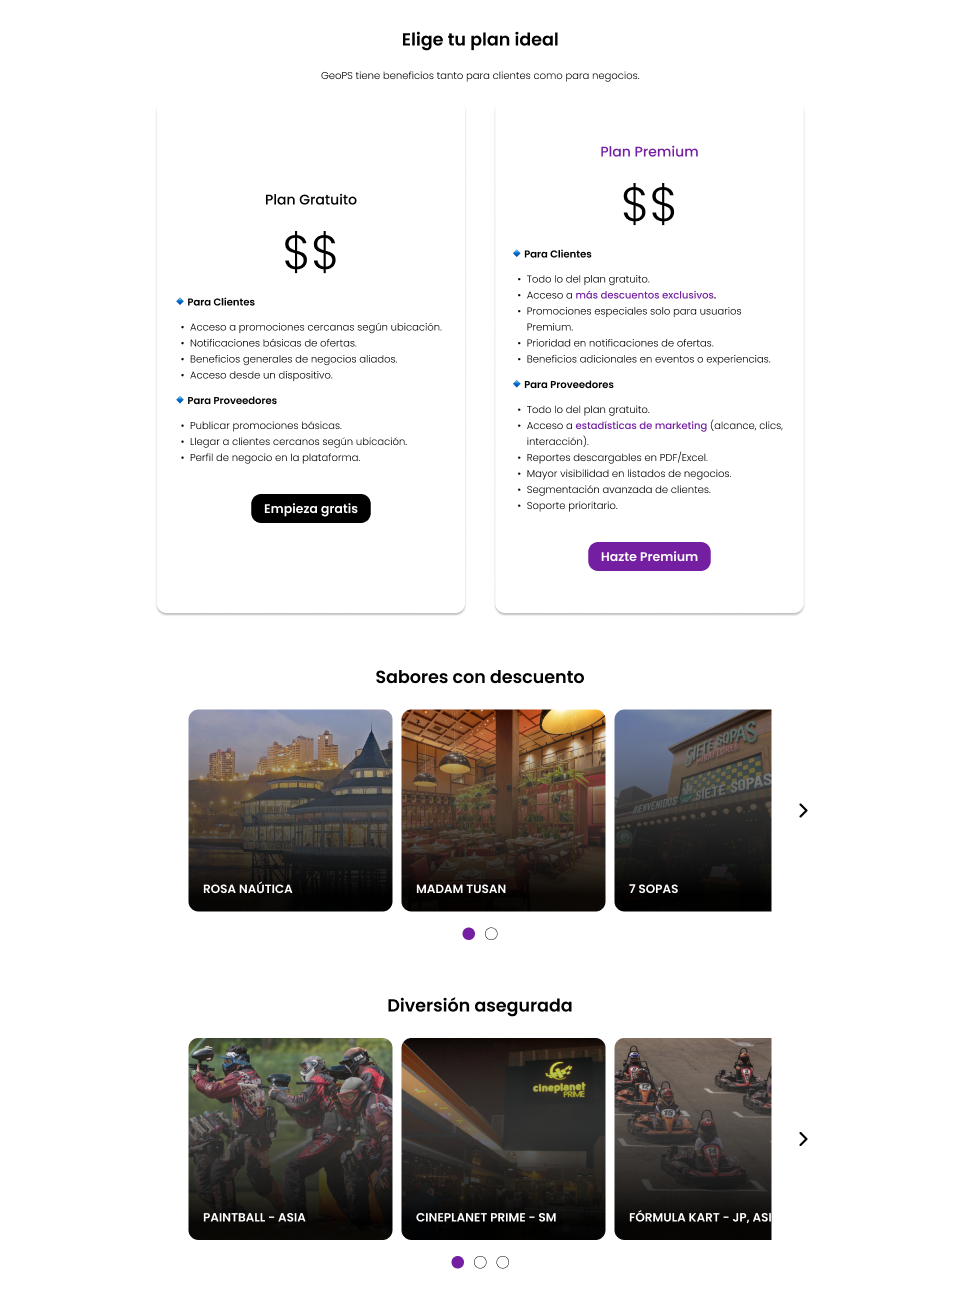 Elige tu plan ideal
GeoPS tiene beneficios tanto para clientes como para negocios.
Plan Gratuito
$$
Para Clientes
• Acceso a promociones cercanas según ubicación.
• Notificaciones básicas de ofertas.
• Beneficios generales de negocios aliados.
• Acceso desde un dispositivo.
Para Proveedores
• Publicar promociones básicas.
• Llegar a clientes cercanos según ubicación.
• Perfil de negocio en la plataforma.
Empieza gratis
Plan Premium
$$
Para Clientes
• Todo lo del plan gratuito.
• Acceso a más descuentos exclusivos.
• Promociones especiales solo para usuarios
Premium.
• Prioridad en notificaciones de ofertas.
• Beneficios adicionales en eventos o experiencias.
Para Proveedores
• Todo lo del plan gratuito.
• Acceso a estadísticas de marketing (alcance, clics,
interacción).
• Reportes descargables en PDF/Excel.
• Mayor visibilidad en listados de negocios.
• Segmentación avanzada de clientes.
• Soporte prioritario.
Hazte Premium
Sabores con descuento
ROSA NAÚTICA
MADAM TUSAN
SIETE SOPAS
BIENVENIDOS
SIETE SOPAS
7 SOPAS
Diversión asegurada
PAINTBALL - ASIA
cineplanet
PRIME
CINEPLANET PRIME - SM
FÓRMULA KART - JP, ASI